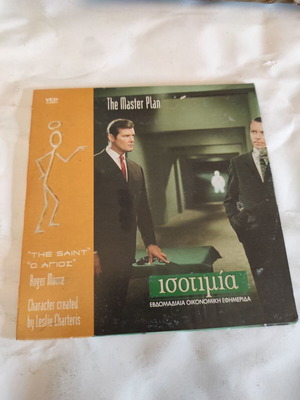 The Master Plan
"THE SAINT"
"Ο ΑΓΙΟΣ"
Roger Moore
Character created
by Leslie Charteris
ισοτιμία
ΕΒΔΟΜΑΔΙΑΙΑ ΟΙΚΟΝΟΜΙΚΗ ΕΦΗΜΕΡΙΔΑ